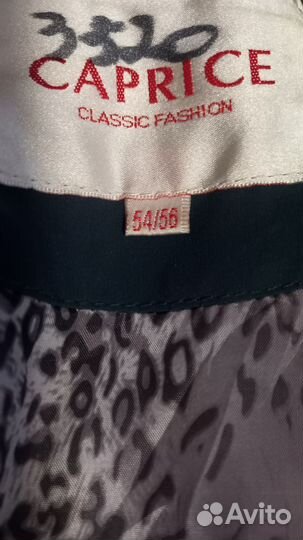 3520
CAPRICE
CLASSIC FASHION
54/56
Avito